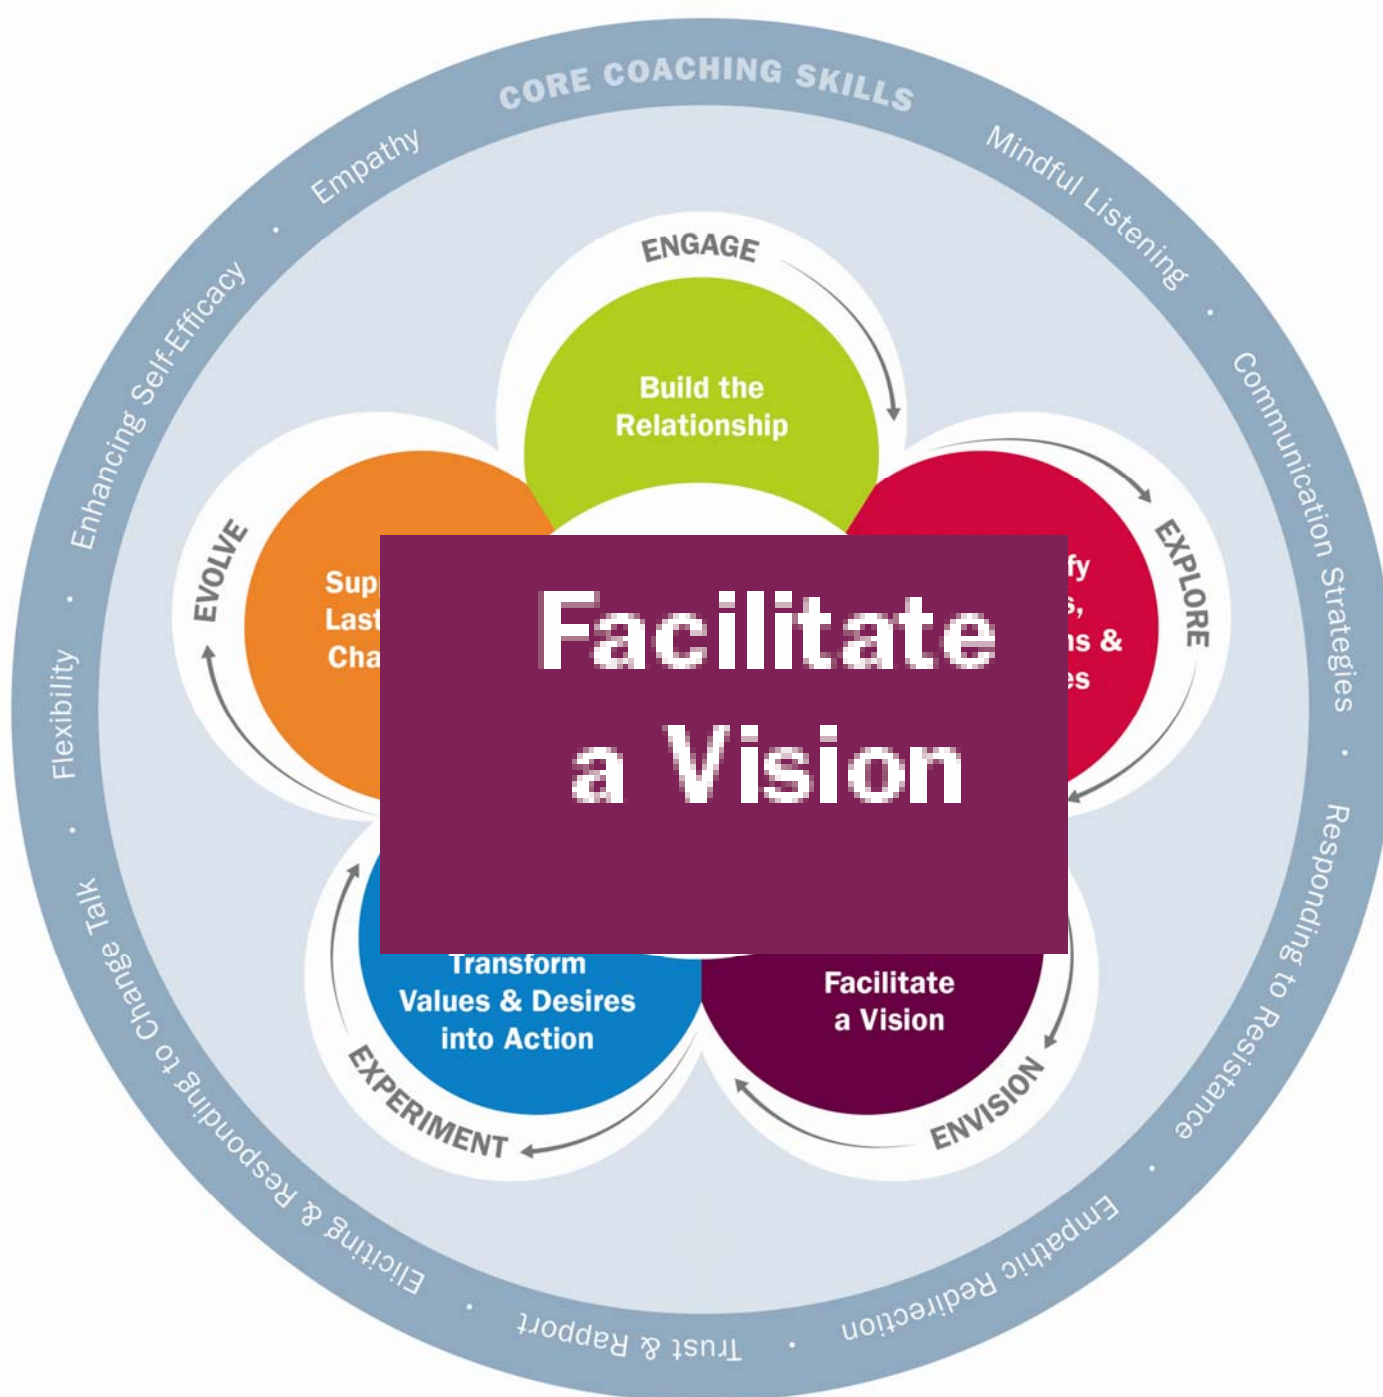 CORE COACHING SKILLS
Mindful Listening
Communication Strategies
Responding to Resistance
Empathic Redirection
Trust & Rapport
Eliciting & Responding to Change Talk
Flexibility
Enhancing Self-Efficacy
Empathy
ENGAGE
Build the
Relationship
EXPLORE
&
ENVISION
Facilitate
a Vision
EXPERIMENT
Transform
Values & Desires
into Action
EVOLVE
Facilitate
a Vision